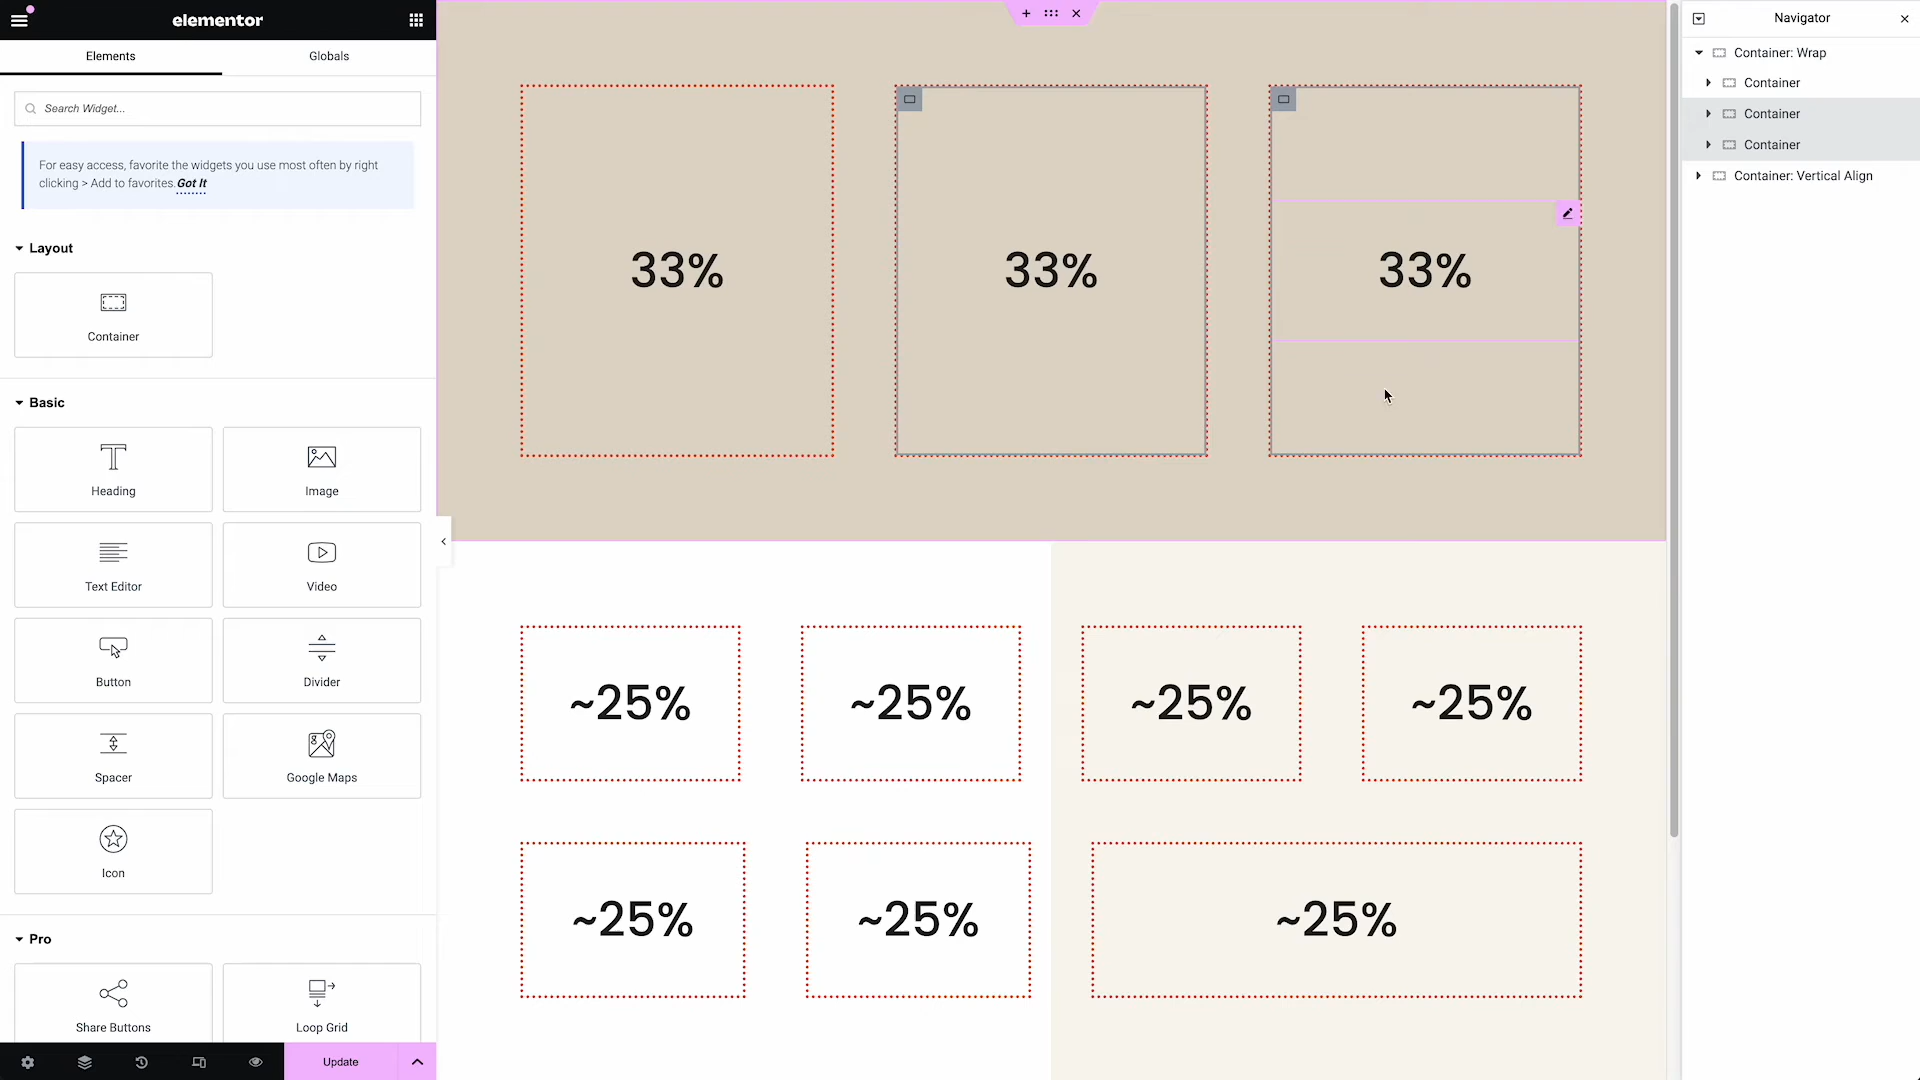 elementor
Elements
Globals
Search Widget...
For easy access, favorite the widgets you use most often by right
clicking > Add to favorites. Got It
Layout
Container
Basic
Heading
Image
Text Editor
Video
Button
Divider
Spacer
Google Maps
Icon
Pro
Share Buttons
Loop Grid
Update
33%
33%
33%
~25%
~25%
~25%
~25%
~25%
~25%
~25%
Navigator
Container: Wrap
Container
Container
Container
Container: Vertical Align